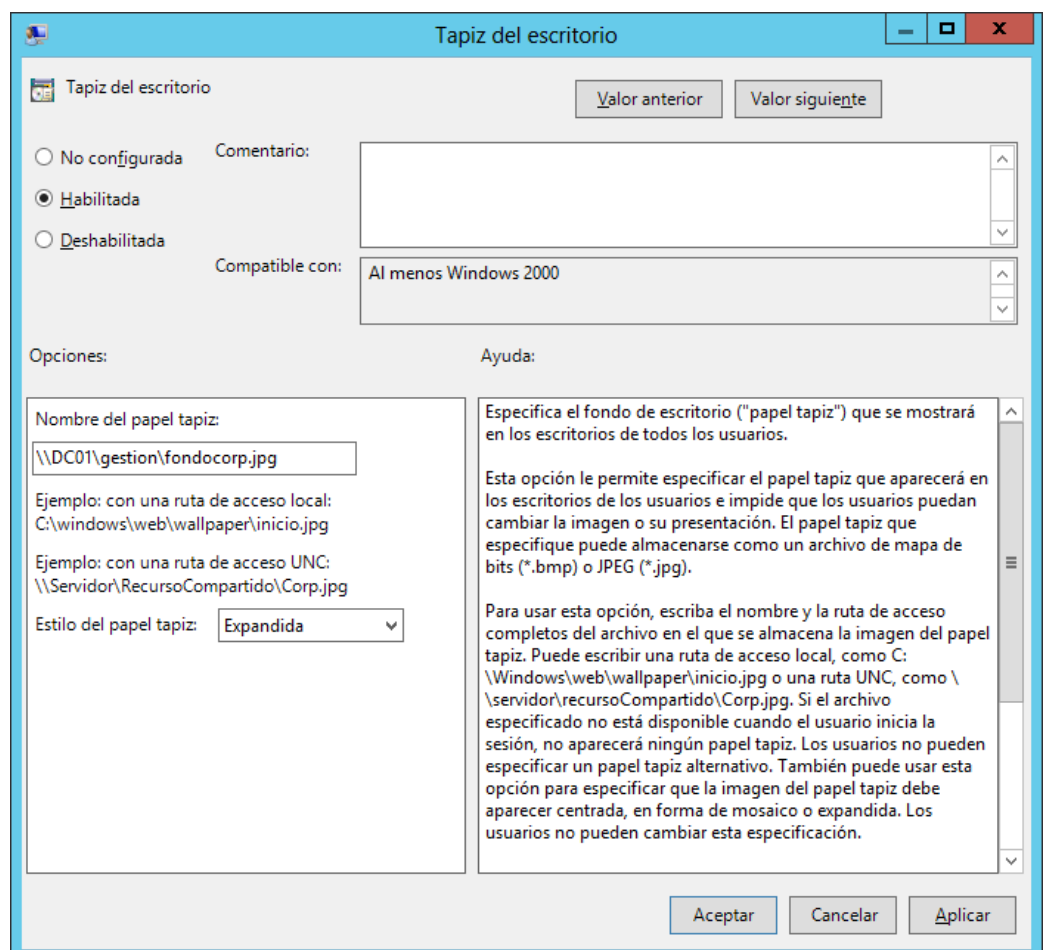 Tapiz del escritorio
Tapiz del escritorio
Valor anterior
Valor siguiente
No configurada
Habilitada
Deshabilitada
Comentario:
Compatible con:
Al menos Windows 2000
Opciones:
Ayuda:
Nombre del papel tapiz:
\\DC01\gestion\fondocorp.jpg
Ejemplo: con una ruta de acceso local:
C:\windows\web\wallpaper\inicio.jpg
Ejemplo: con una ruta de acceso UNC:
\\Servidor\RecursoCompartido\Corp.jpg
Estilo del papel tapiz:
Expandida
Especifica el fondo de escritorio ("papel tapiz") que se mostrará
en los escritorios de todos los usuarios.
Esta opción le permite especificar el papel tapiz que aparecerá en
los escritorios de los usuarios e impide que los usuarios puedan
cambiar la imagen o su presentación. El papel tapiz que
especifique puede almacenarse como un archivo de mapa de
bits (*.bmp) o JPEG (*.jpg).
Para usar esta opción, escriba el nombre y la ruta de acceso
completos del archivo en el que se almacena la imagen del papel
tapiz. Puede escribir una ruta de acceso local, como C:
\Windows\web\wallpaper\inicio.jpg o una ruta UNC, como \
\servidor\recursoCompartido\Corp.jpg. Si el archivo
especificado no está disponible cuando el usuario inicia la
sesión, no aparecerá ningún papel tapiz. Los usuarios no pueden
especificar un papel tapiz alternativo. También puede usar esta
opción para especificar que la imagen del papel tapiz debe
aparecer centrada, en forma de mosaico o expandida. Los
usuarios no pueden cambiar esta especificación.
Aceptar
Cancelar
Aplicar